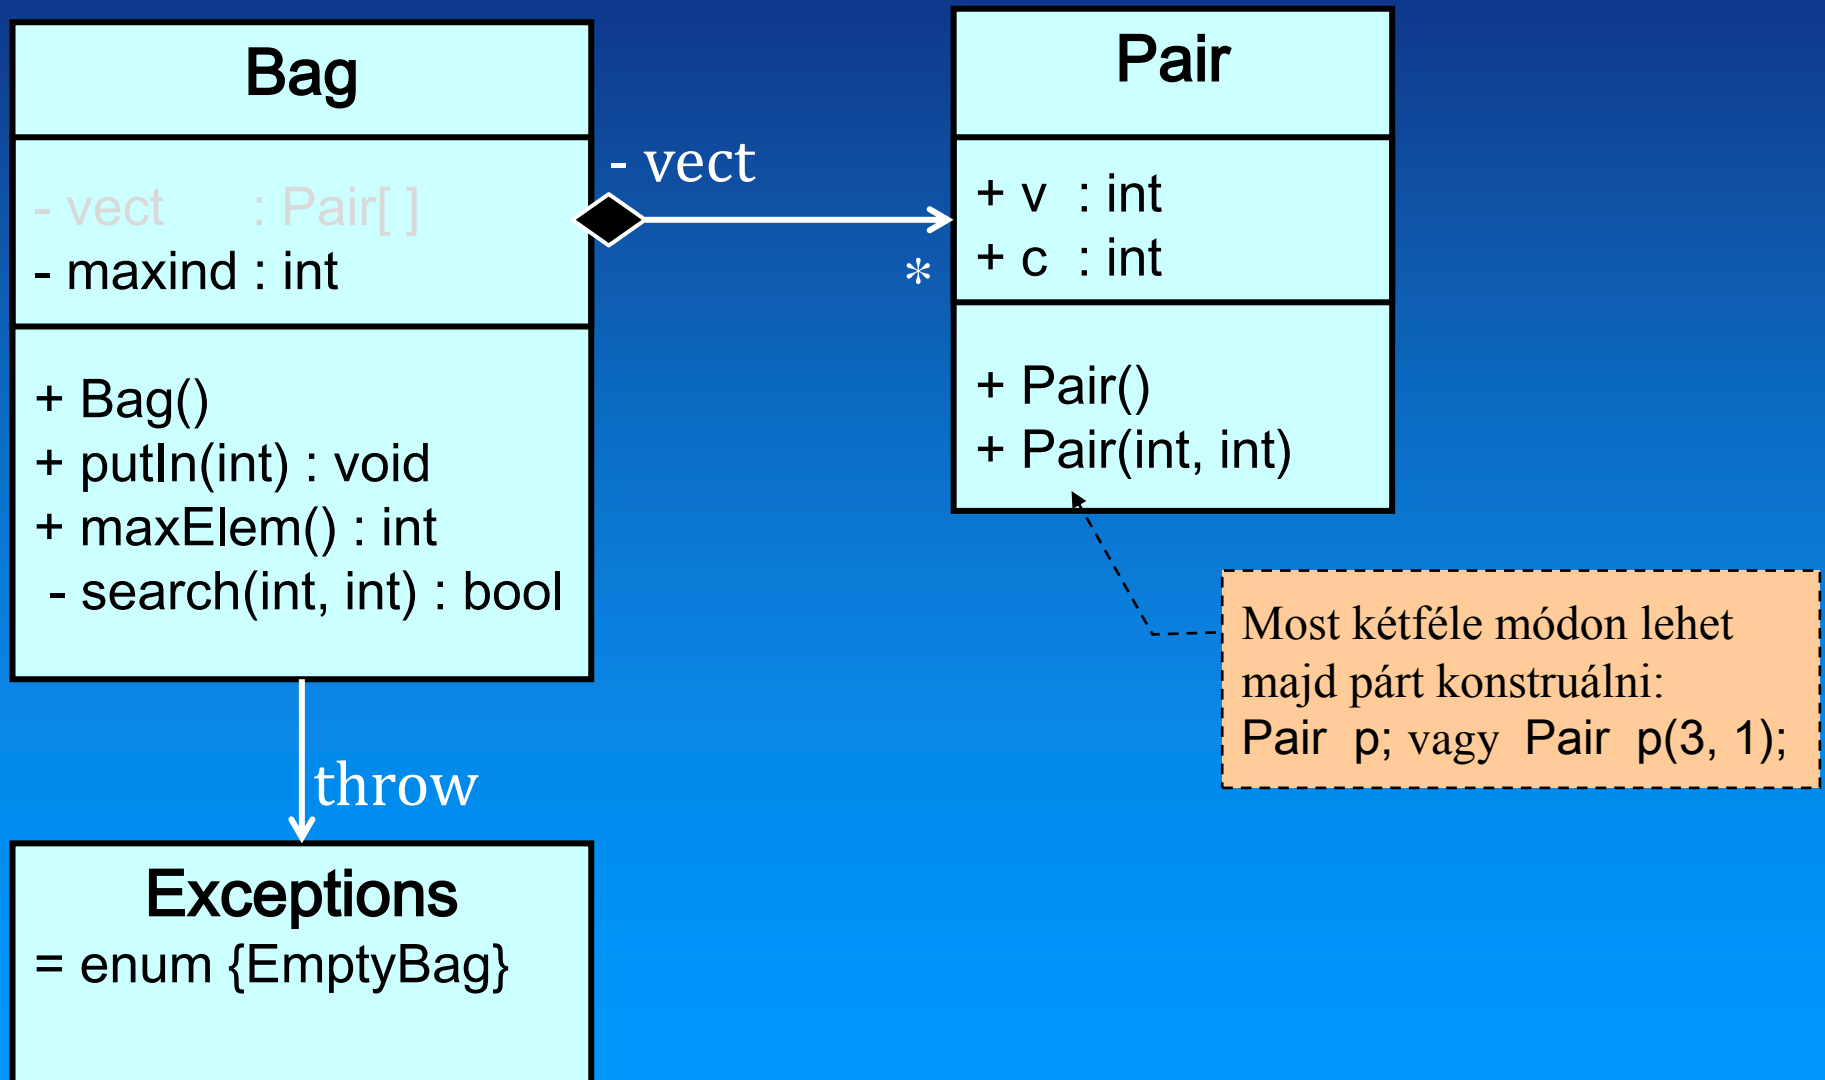 Bag
- vect : Pair[ ]
- maxind : int
+ Bag()
+ putIn(int) : void
+ maxElem() : int
- search(int, int) : bool
- vect
*
Pair
+ v : int
+ c : int
+ Pair()
+ Pair(int, int)
Most kétféle módon lehet
majd párt konstruálni:
Pair p; vagy Pair p(3, 1);
throw
Exceptions
= enum {EmptyBag}